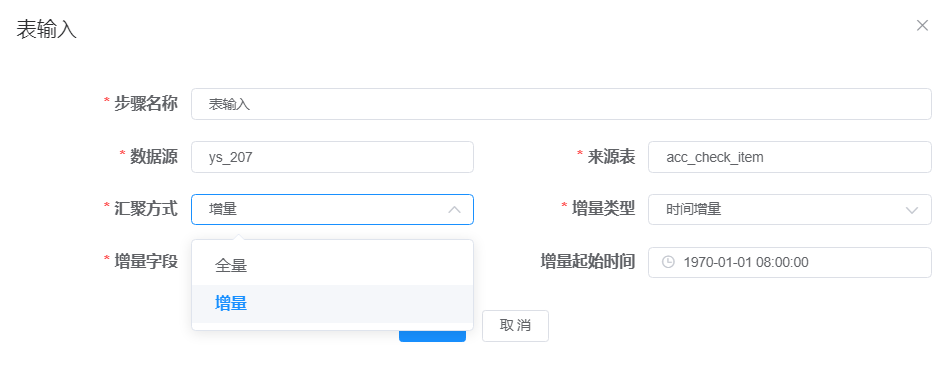 表输入
* 步骤名称 表输入
* 数据源 ys_207 * 来源表 acc_check_item
* 汇聚方式 增量 * 增量类型 时间增量
* 增量字段 增量起始时间 1970-01-01 08:00:00
全量
增量
取 消